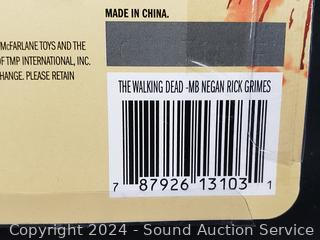 MADE IN CHINA.
McFARLANE TOYS AND THE
OF TMP INTERNATIONAL, INC.
HANGE. PLEASE RETAIN
THE WALKING DEAD -MB NEGAN RICK GRIMES
7 87926 13103 1
Copyright 2024 - Sound Auction Service